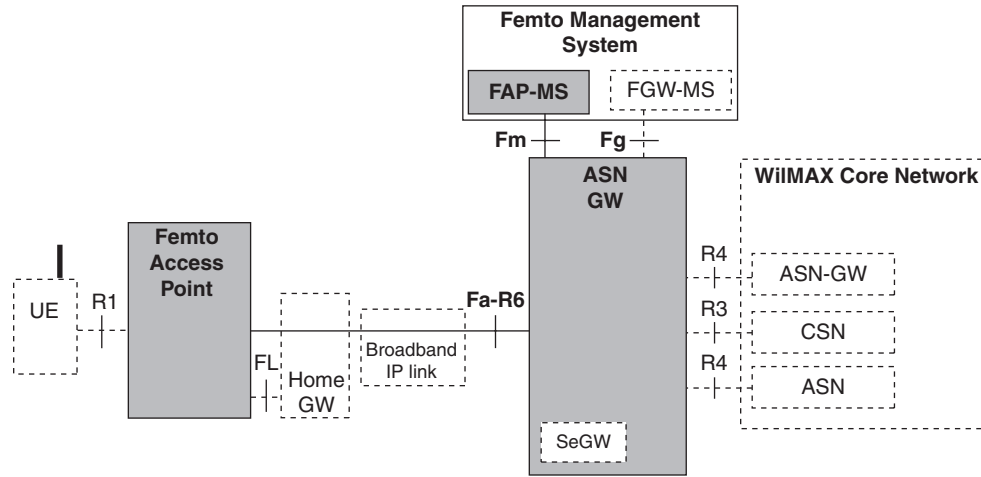 Femto Management
System
FAP-MS
FGW-MS
Fm
Fg
ASN
GW
WilMAX Core Network
Femto
Access
Point
R4
ASN-GW
UE
R1
Fa-R6
R3
CSN
Broadband
IP link
FL
Home
GW
R4
ASN
SeGW